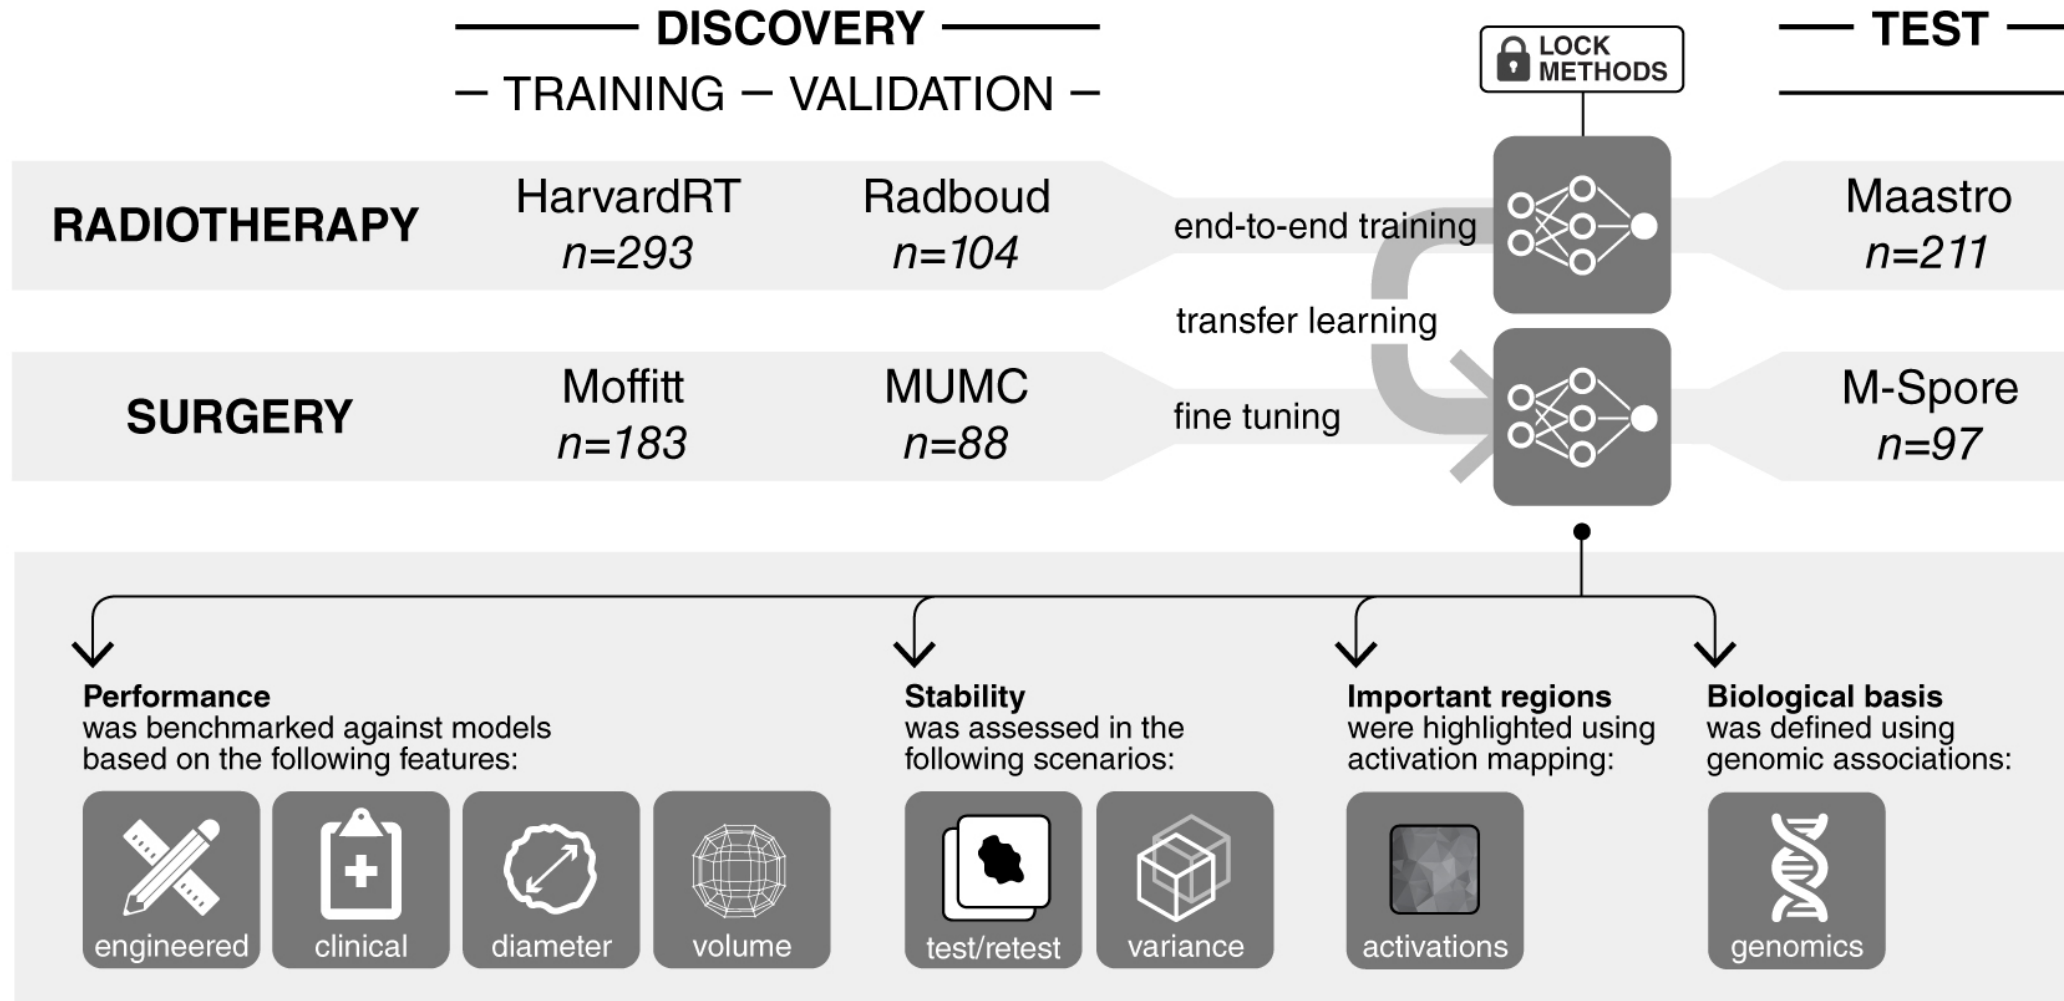 DISCOVERY
TRAINING – VALIDATION
LOCK
METHODS
TEST
RADIOTHERAPY
HarvardRT
n=293
Radboud
n=104
end-to-end training
Maastro
n=211
transfer learning
SURGERY
Moffitt
n=183
MUMC
n=88
fine tuning
M-Spore
n=97
Performance
was benchmarked against models
based on the following features:
engineered
clinical
diameter
volume
Stability
was assessed in the
following scenarios:
test/retest
variance
Important regions
were highlighted using
activation mapping:
activations
Biological basis
was defined using
genomic associations:
genomics